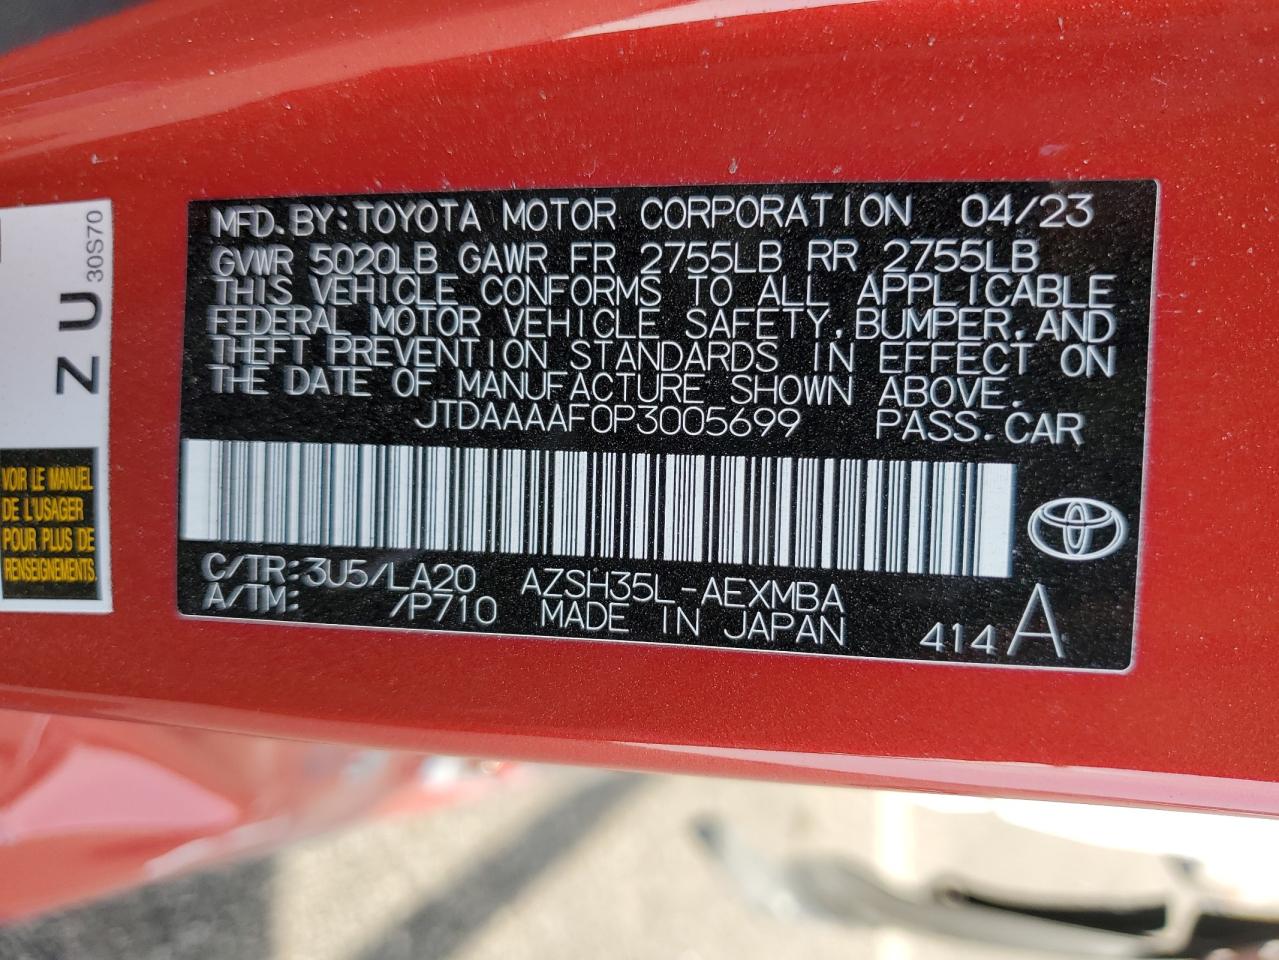 MFD.BY:TOYOTA MOTOR CORPORATION 04/23
GVWR 5020LB GAWR FR 2755LB RR 2755LB
THIS VEHICLE CONFORMS TO ALL APPLICABLE
FEDERAL MOTOR VEHICLE SAFETY,BUMPER,AND
THEFT PREVENTION STANDARDS IN EFFECT ON
THE DATE OF MANUFACTURE SHOWN ABOVE.
JTDAAAAF0P3005699 PASS.CAR
C/TR:3U5/LA20 AZSH35L-AEXMBA
A/TM: /P710 MADE IN JAPAN 414A
ZU
30S70
VOIR LE MANUEL
DE L'USAGER
POUR PLUS DE
RENSEIGNEMENTS.